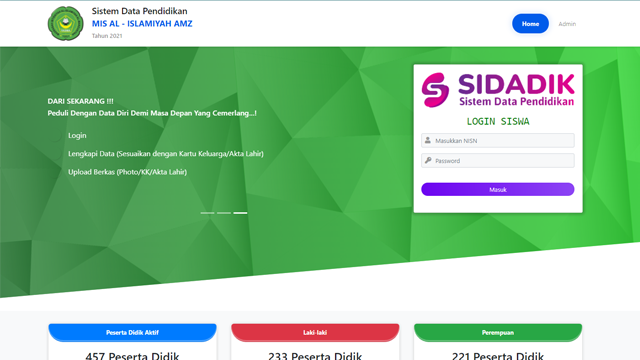 Sistem Data Pendidikan
MIS AL - ISLAMIYAH AMZ
Tahun 2021
Home
Admin
DARI SEKARANG !!!
Peduli Dengan Data Diri Demi Masa Depan Yang Cemerlang...!
Login
Lengkapi Data (Sesuaikan dengan Kartu Keluarga/Akta Lahir)
Upload Berkas (Photo/KK/Akta Lahir)
SIDADIK
Sistem Data Pendidikan
LOGIN SISWA
Masukkan NISN
Password
Masuk
Peserta Didik Aktif
Laki-laki
Perempuan
457 Peserta Didik
233 Peserta Didik
221 Peserta Didik